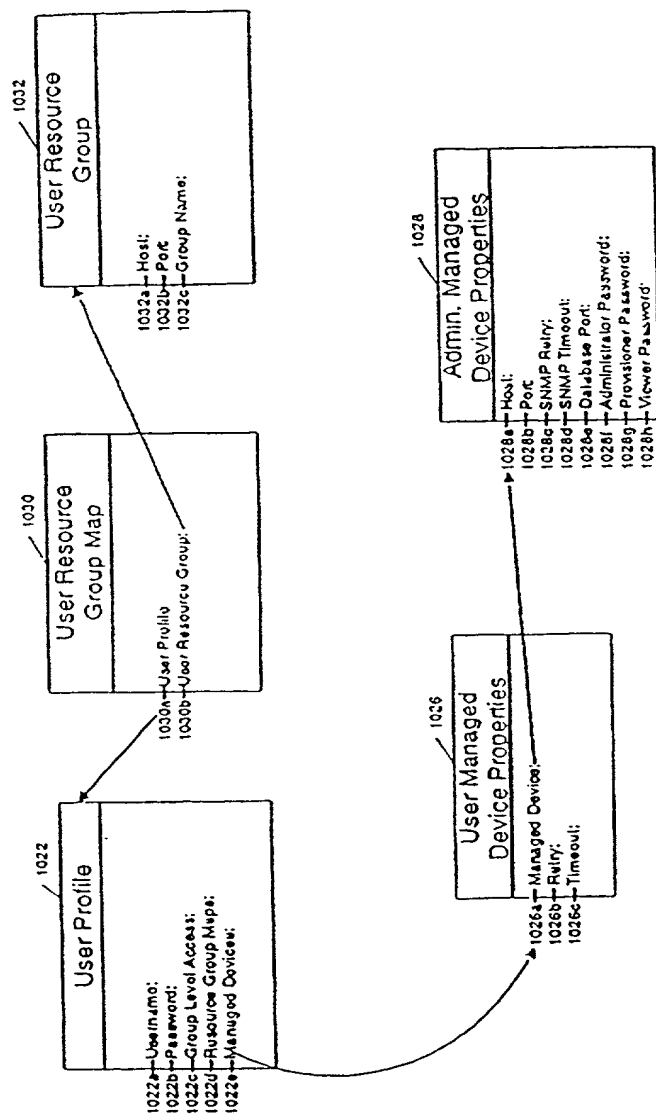 1022
User Profile
1022a Username:
1022b Password:
1022c Group Level Access:
1022d Resource Group Maps
1022e Managed Devices:
1030
User Resource
Group Map
1030a User Profile
1030b User Resource Group:
1032
User Resource
Group
1032a Host:
1032b Port
1032c Group Name:
1026
User Managed
Device Properties
1026a Managed Device:
1026b Retry:
1026c Timeout:
1028
Admin. Managed
Device Properties
1028a Host:
1028b Port
1028c SNMP Retry:
1028d SNMP Timeout:
1028e Database Port:
1028f Administrator Password:
1028g Provisioner Password:
1028h Viewer Password: